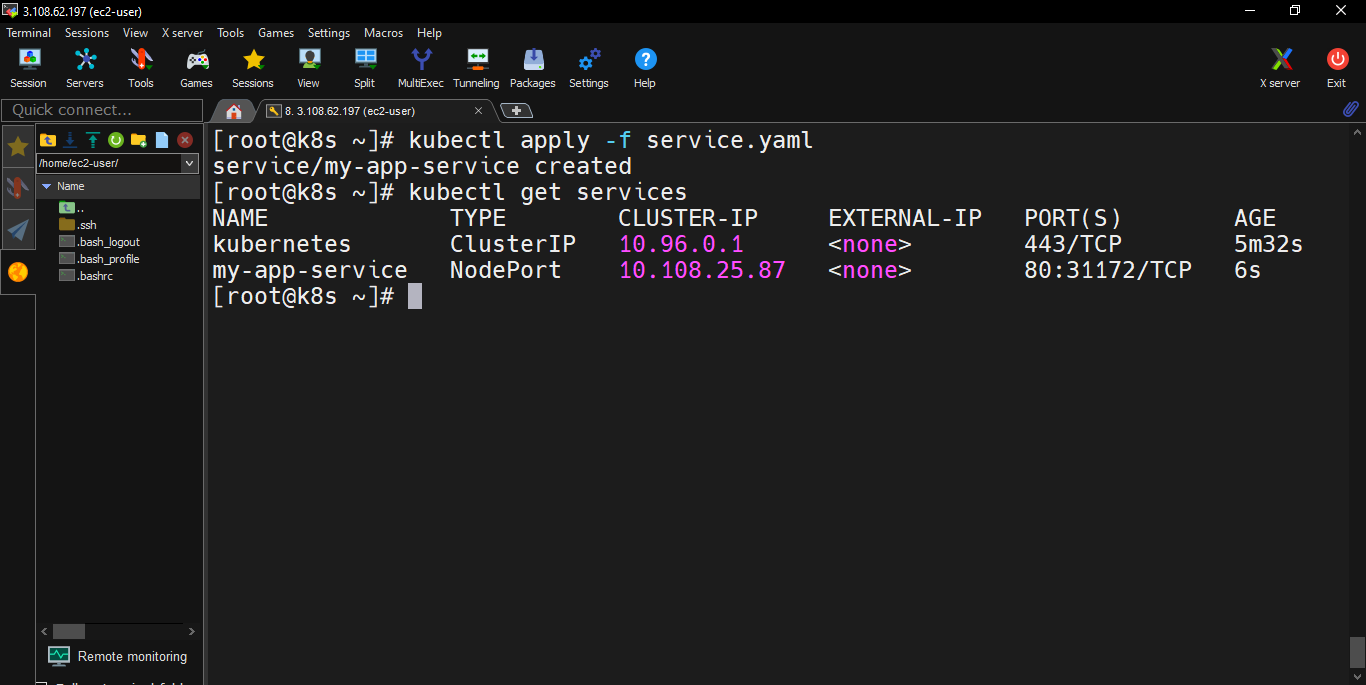 3.108.62.197 (ec2-user)
Terminal Sessions View X server Tools Games Settings Macros Help
Session Servers Tools Games Sessions View Split MultiExec Tunneling Packages Settings Help X server Exit
Quick connect...
8. 3.108.62.197 (ec2-user)
/home/ec2-user/
Name
..
.ssh
.bash_logout
.bash_profile
.bashrc
Remote monitoring
[root@k8s ~]# kubectl apply -f service.yaml
service/my-app-service created
[root@k8s ~]# kubectl get services
NAME TYPE CLUSTER-IP EXTERNAL-IP PORT(S) AGE
kubernetes ClusterIP 10.96.0.1 <none> 443/TCP 5m32s
my-app-service NodePort 10.108.25.87 <none> 80:31172/TCP 6s
[root@k8s ~]#